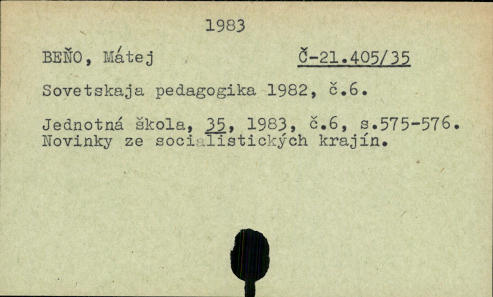 1983
BEŇO, Mátej Č-21.405/35
Sovetskaja pedagogika 1982, č.6.
Jednotná škola, 35, 1983, č.6, s.575-576.
Novinky ze socialistických krajín.